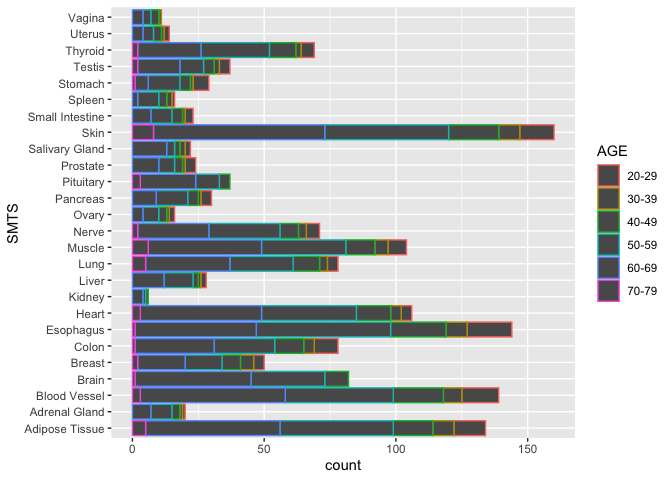 SMTS
Vagina
Uterus
Thyroid
Testis
Stomach
Spleen
Small Intestine
Skin
Salivary Gland
Prostate
Pituitary
Pancreas
Ovary
Nerve
Muscle
Lung
Liver
Kidney
Heart
Esophagus
Colon
Breast
Brain
Blood Vessel
Adrenal Gland
Adipose Tissue
0 50 100 150
count
AGE
20-29
30-39
40-49
50-59
60-69
70-79